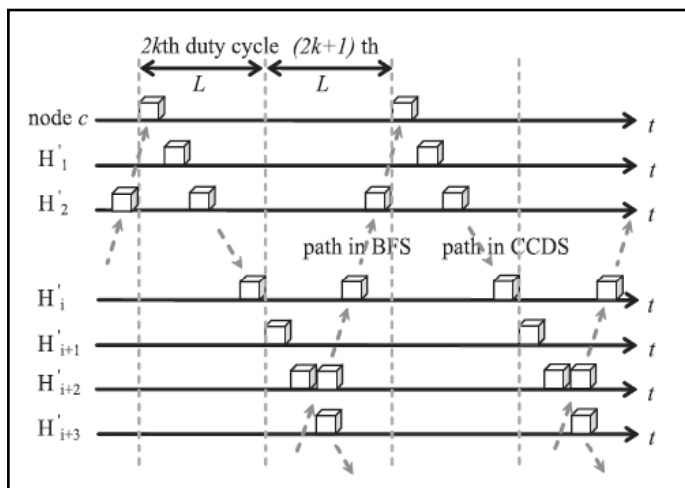 2kth duty cycle (2k+1) th
L L
node c t
H'1 t
H'2 t
path in BFS path in CCDS
H'i t
H'i+1 t
H'i+2 t
H'i+3 t